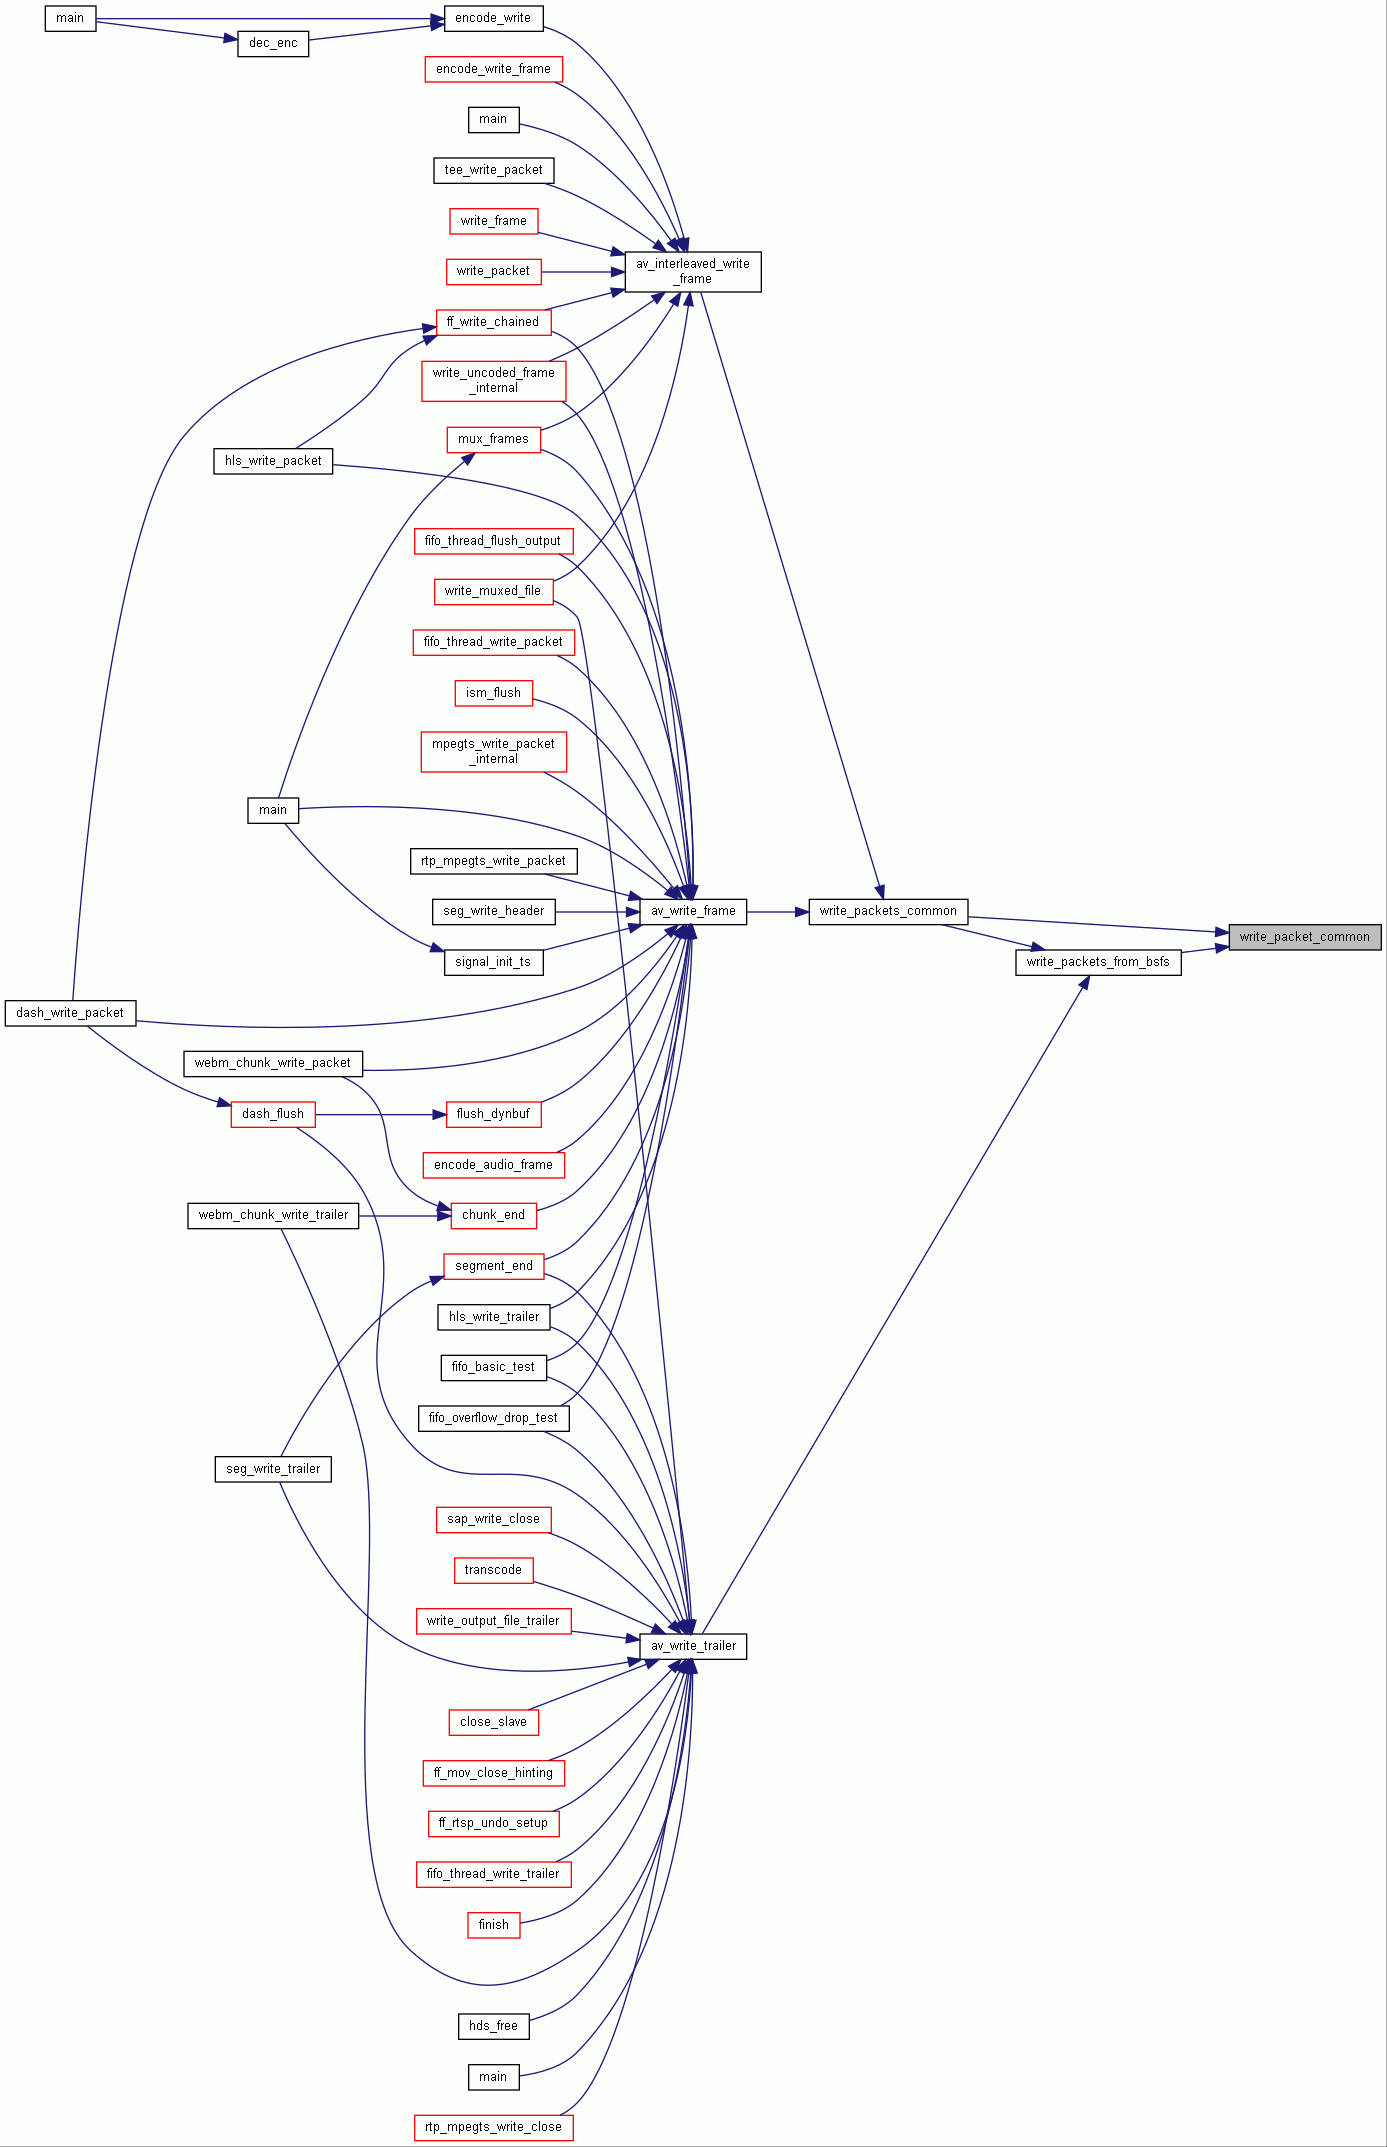 main
encode_write
dec_enc
encode_write_frame
main
tee_write_packet
write_frame
av_interleaved_write
_frame
write_packet
ff_write_chained
write_uncoded_frame
_internal
mux_frames
hls_write_packet
fifo_thread_flush_output
write_muxed_file
fifo_thread_write_packet
ism_flush
mpegts_write_packet
_internal
main
rtp_mpegts_write_packet
seg_write_header
av_write_frame
write_packets_common
write_packet_common
signal_init_ts
write_packets_from_bsfs
dash_write_packet
webm_chunk_write_packet
dash_flush
flush_dynbuf
encode_audio_frame
webm_chunk_write_trailer
chunk_end
segment_end
hls_write_trailer
fifo_basic_test
fifo_overflow_drop_test
seg_write_trailer
sap_write_close
transcode
write_output_file_trailer
av_write_trailer
close_slave
ff_mov_close_hinting
ff_rtsp_undo_setup
fifo_thread_write_trailer
finish
hds_free
main
rtp_mpegts_write_close